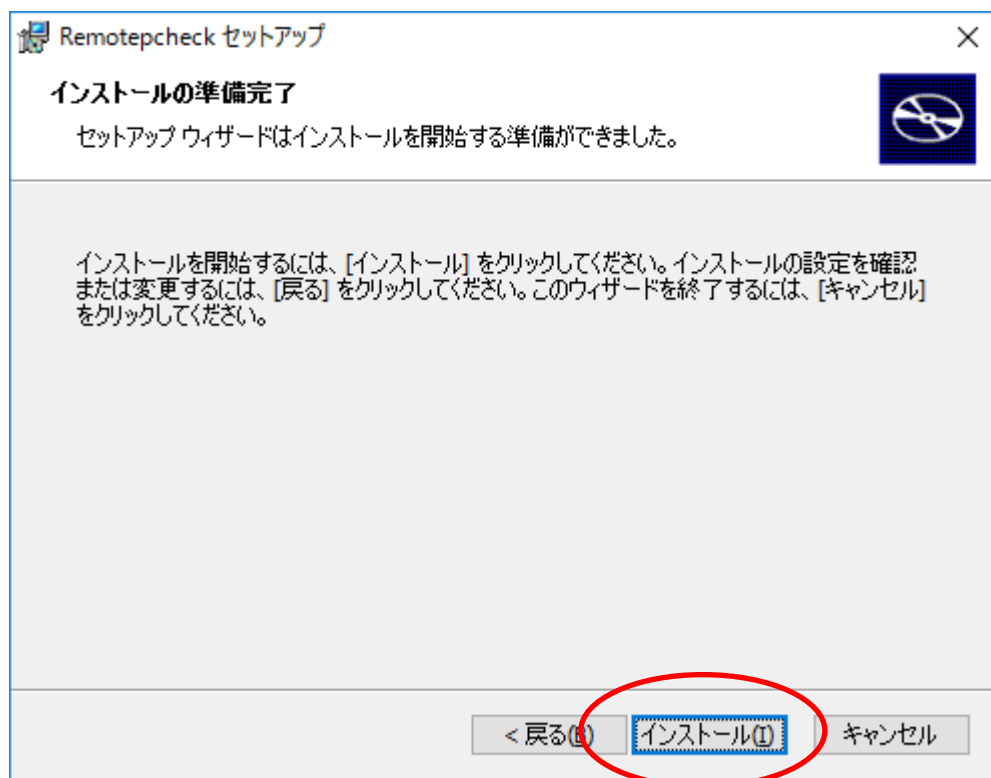 Remotepcheck セットアップ
インストールの準備完了
セットアップ ウィザードはインストールを開始する準備ができました。
インストールを開始するには、[インストール] をクリックしてください。インストールの設定を確認
または変更するには、[戻る] をクリックしてください。このウィザードを終了するには、[キャンセル]
をクリックしてください。
< 戻る(B) インストール(I) キャンセル